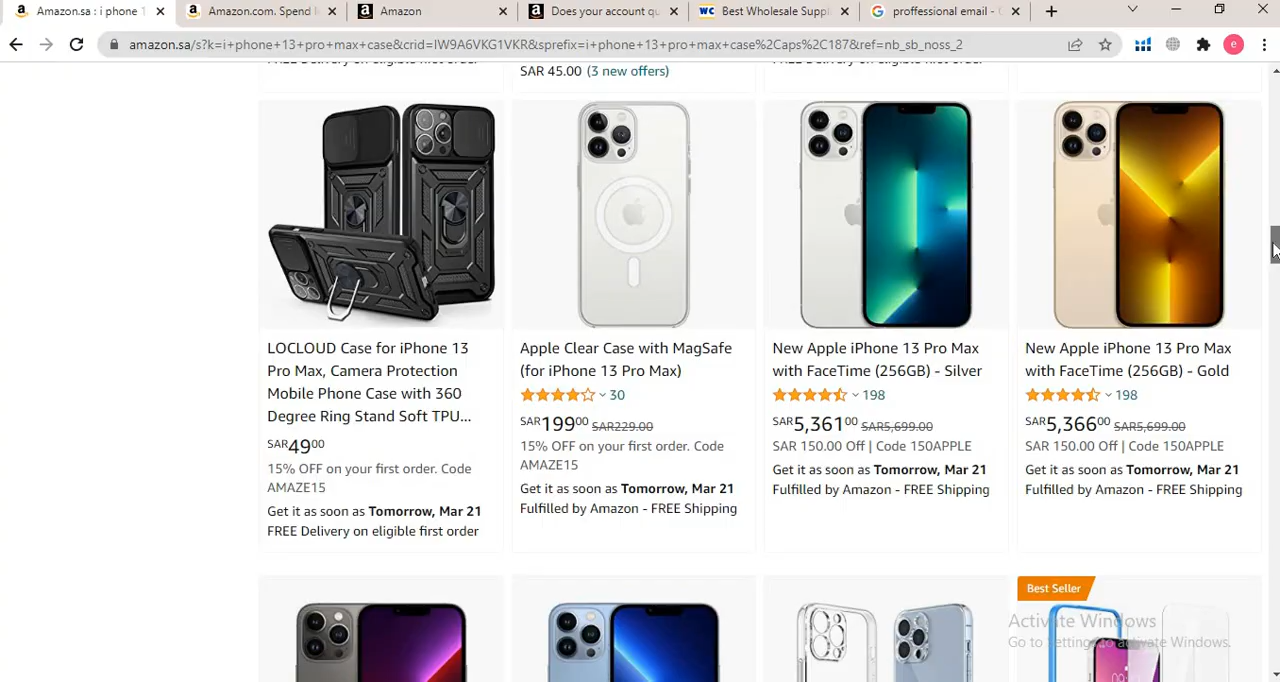 Amazon.sa : i phone 1
Amazon.com. Spend l
Amazon
Does your account qu
WC Best Wholesale Suppli
proffessional email -
amazon.sa/s?k=i+phone+13+pro+max+case&crid=IW9A6VKG1VKR&sprefix=i+phone+13+pro+max+case%2Caps%2C187&ref=nb_sb_noss_2
e
FREE Delivery on eligible first order
SAR 45.00 (3 new offers)
FREE Delivery on eligible first order
LOCLOUD Case for iPhone 13
Pro Max, Camera Protection
Mobile Phone Case with 360
Degree Ring Stand Soft TPU...
SAR4900
15% OFF on your first order. Code
AMAZE15
Get it as soon as Tomorrow, Mar 21
FREE Delivery on eligible first order
Apple Clear Case with MagSafe
(for iPhone 13 Pro Max)
30
SAR19900 SAR229.00
15% OFF on your first order. Code
AMAZE15
Get it as soon as Tomorrow, Mar 21
Fulfilled by Amazon - FREE Shipping
New Apple iPhone 13 Pro Max
with FaceTime (256GB) - Silver
198
SAR5,36100 SAR5,699.00
SAR 150.00 Off | Code 150APPLE
Get it as soon as Tomorrow, Mar 21
Fulfilled by Amazon - FREE Shipping
New Apple iPhone 13 Pro Max
with FaceTime (256GB) - Gold
198
SAR5,36600 SAR5,699.00
SAR 150.00 Off | Code 150APPLE
Get it as soon as Tomorrow, Mar 21
Fulfilled by Amazon - FREE Shipping
Best Seller
Activate Windows
Go to Settings to activate Windows.